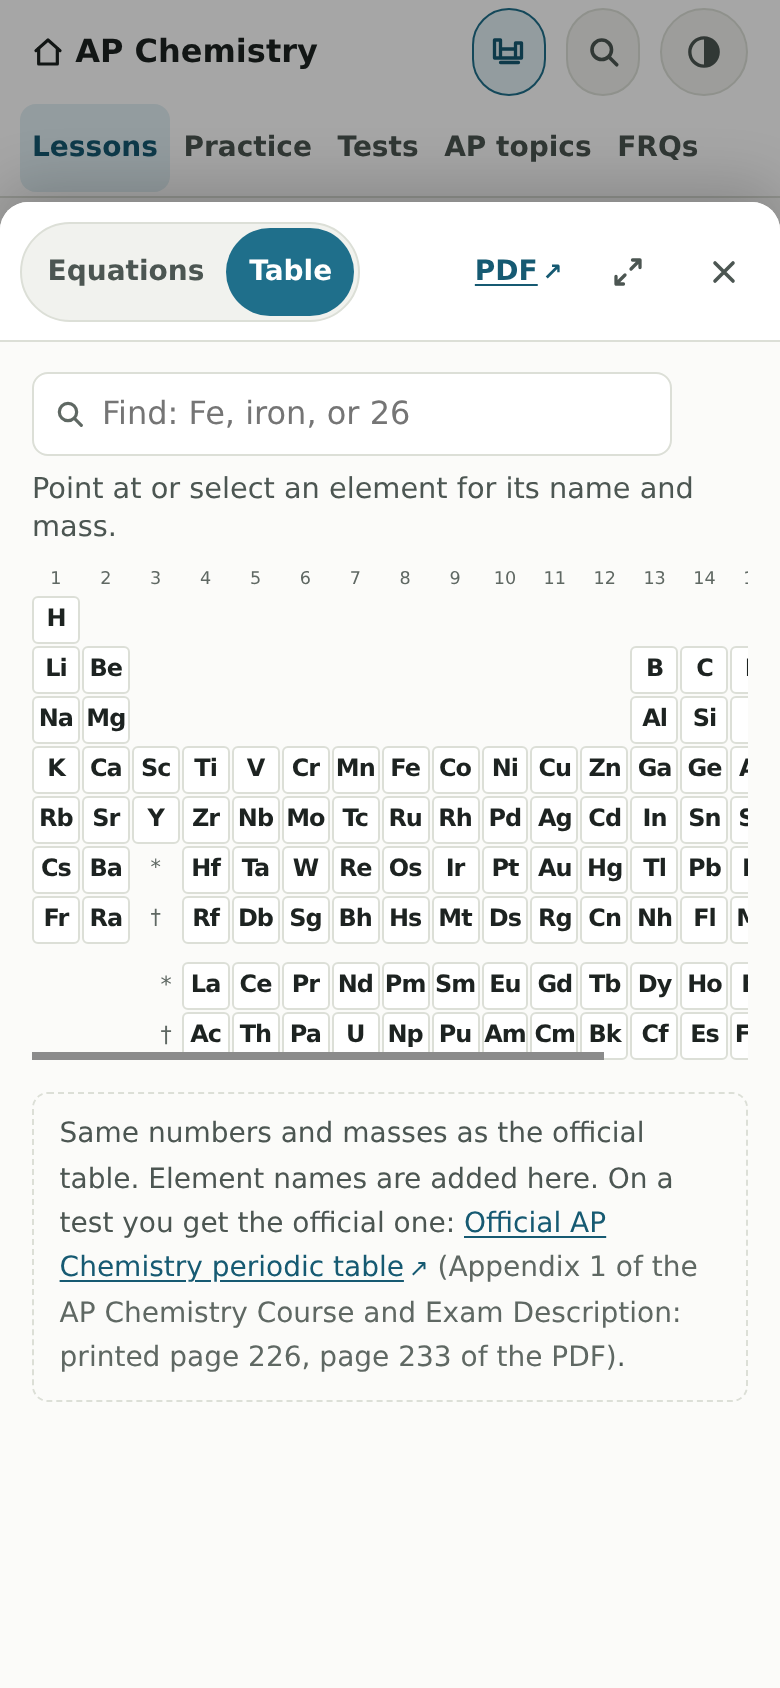 AP Chemistry
Lessons Practice Tests AP topics FRQs
Equations Table PDF ↗
Find: Fe, iron, or 26
Point at or select an element for its name and
mass.
1 2 3 4 5 6 7 8 9 10 11 12 13 14
H
Li Be B C
Na Mg Al Si
K Ca Sc Ti V Cr Mn Fe Co Ni Cu Zn Ga Ge
Rb Sr Y Zr Nb Mo Tc Ru Rh Pd Ag Cd In Sn
Cs Ba * Hf Ta W Re Os Ir Pt Au Hg Tl Pb
Fr Ra † Rf Db Sg Bh Hs Mt Ds Rg Cn Nh Fl
* La Ce Pr Nd Pm Sm Eu Gd Tb Dy Ho
† Ac Th Pa U Np Pu Am Cm Bk Cf Es
Same numbers and masses as the official
table. Element names are added here. On a
test you get the official one: Official AP
Chemistry periodic table ↗ (Appendix 1 of the
AP Chemistry Course and Exam Description:
printed page 226, page 233 of the PDF).